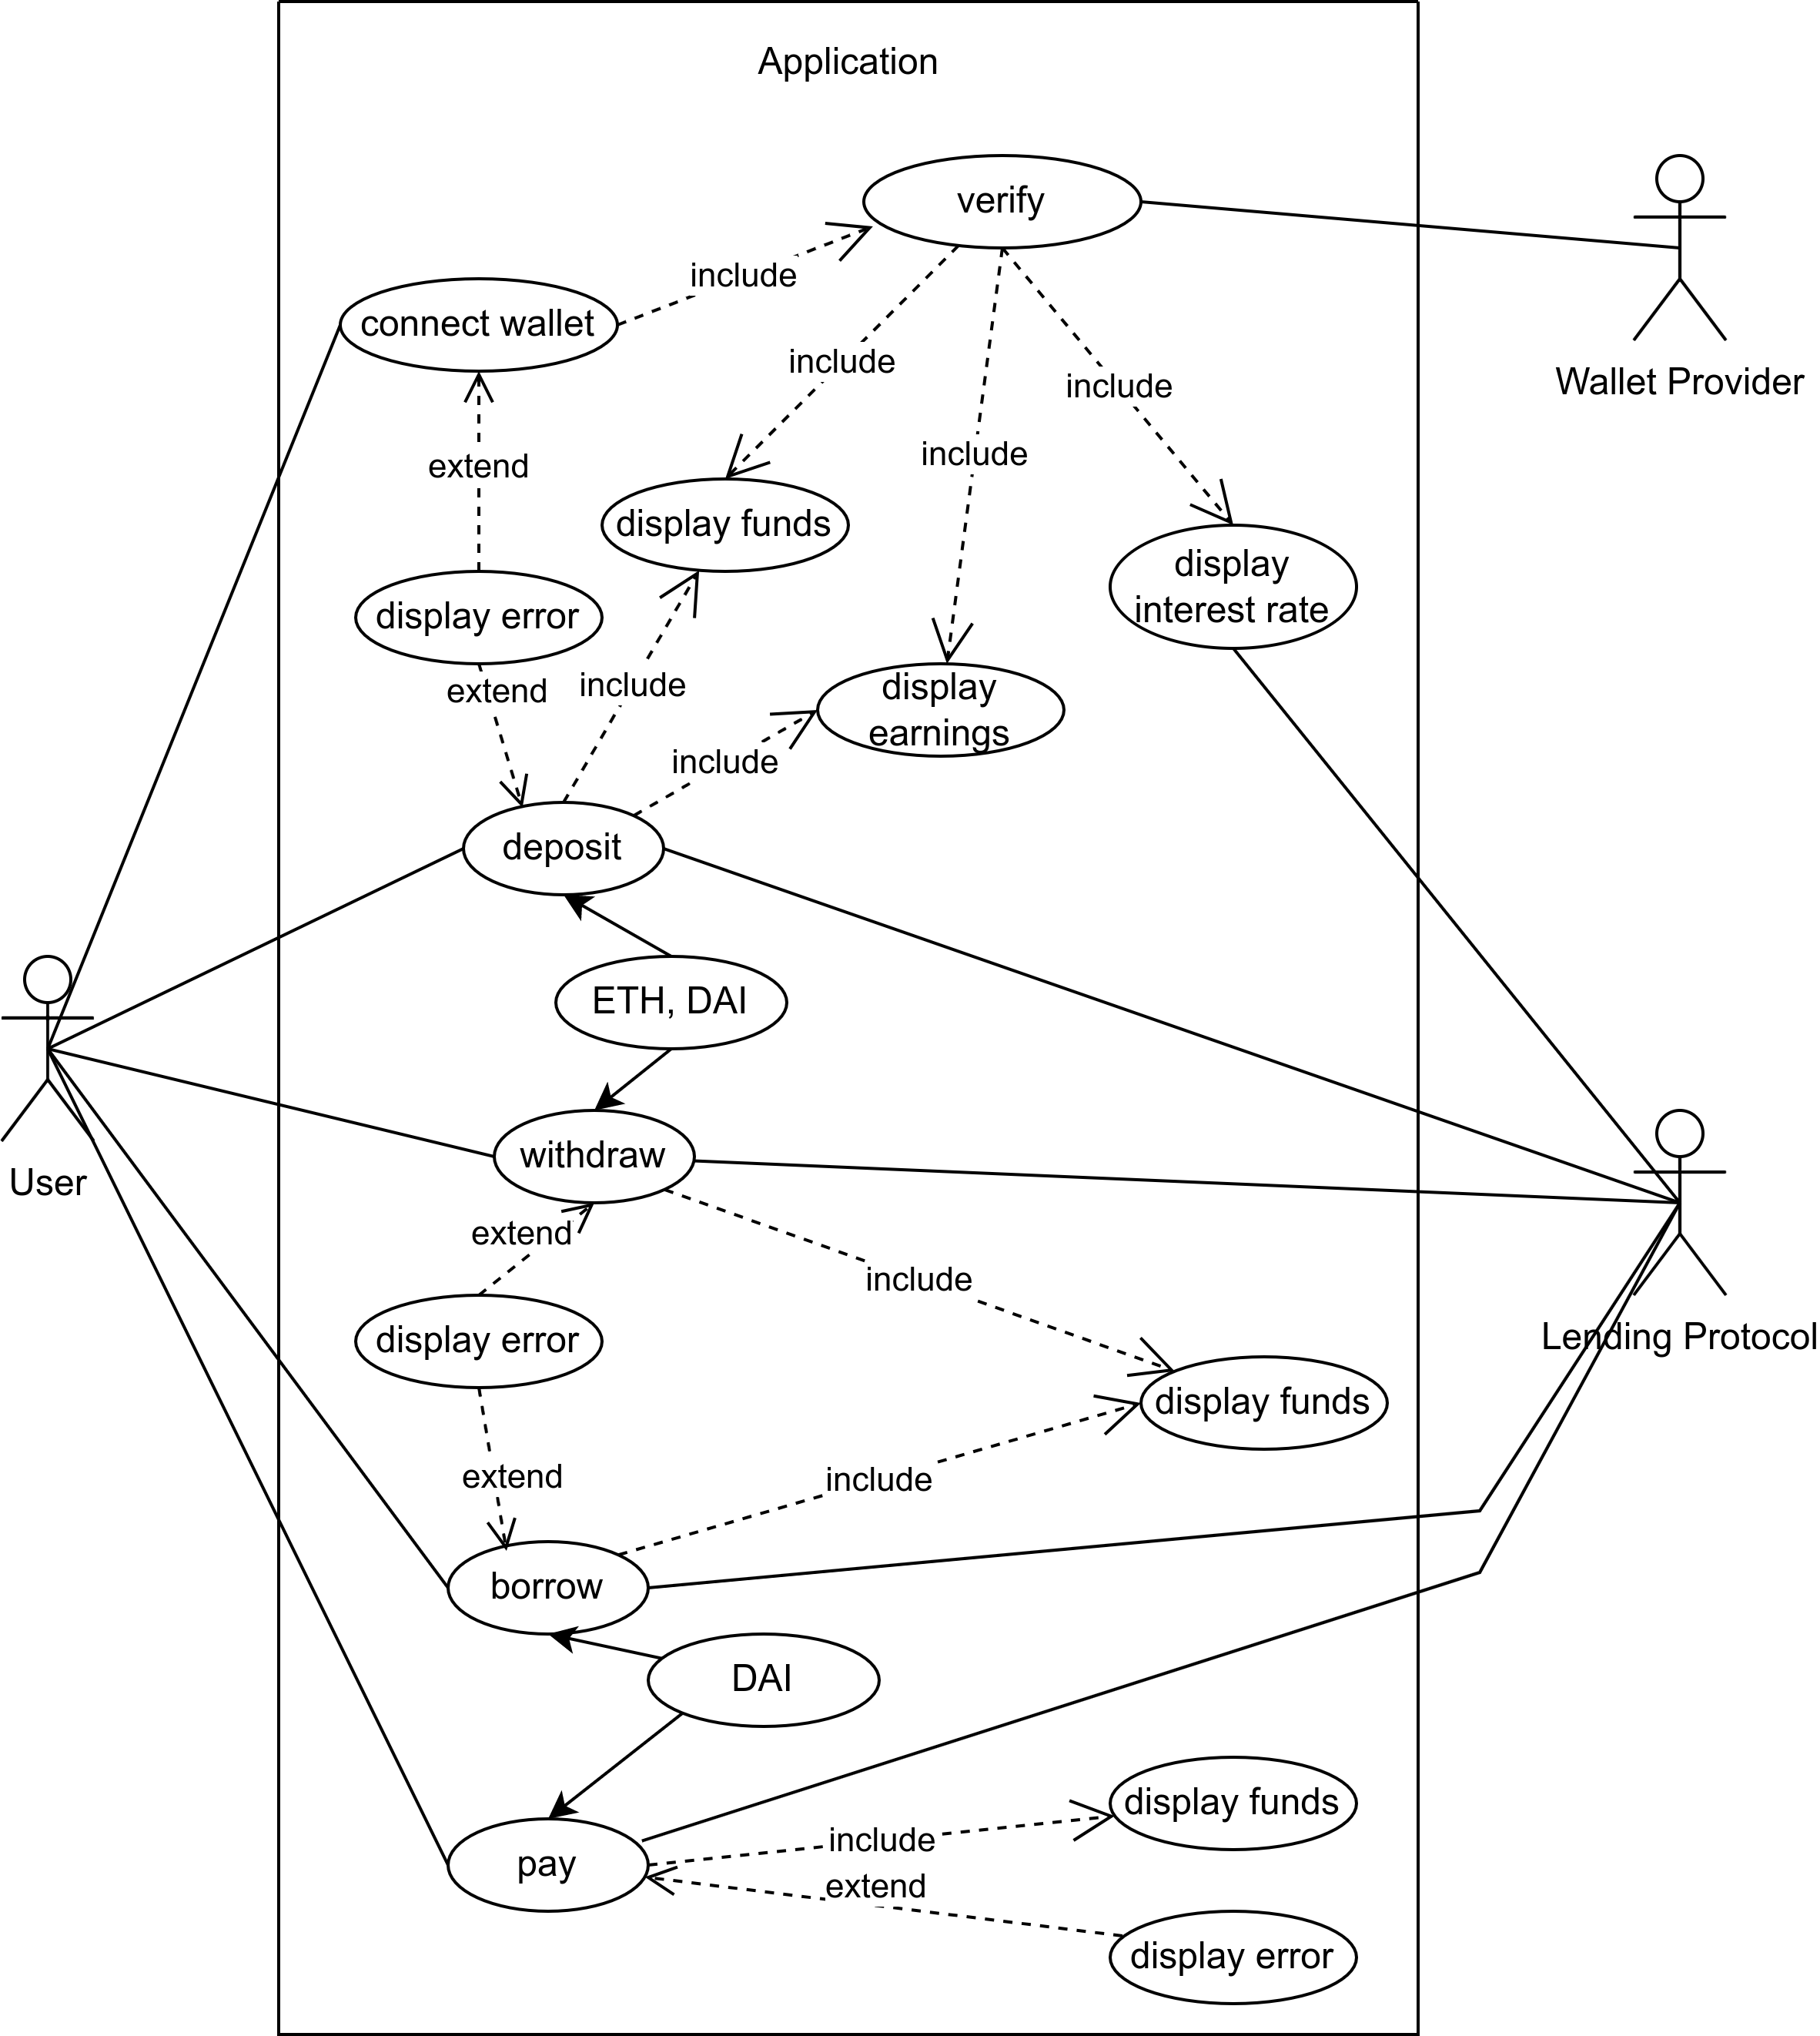 Application
verify
include
connect wallet
include
Wallet Provider
include
include
extend
display funds
display
interest rate
display error
extend
include
display
earnings
include
deposit
ETH, DAI
withdraw
User
extend
include
display error
Lending Protocol
display funds
extend
include
borrow
DAI
display funds
include
pay
extend
display error